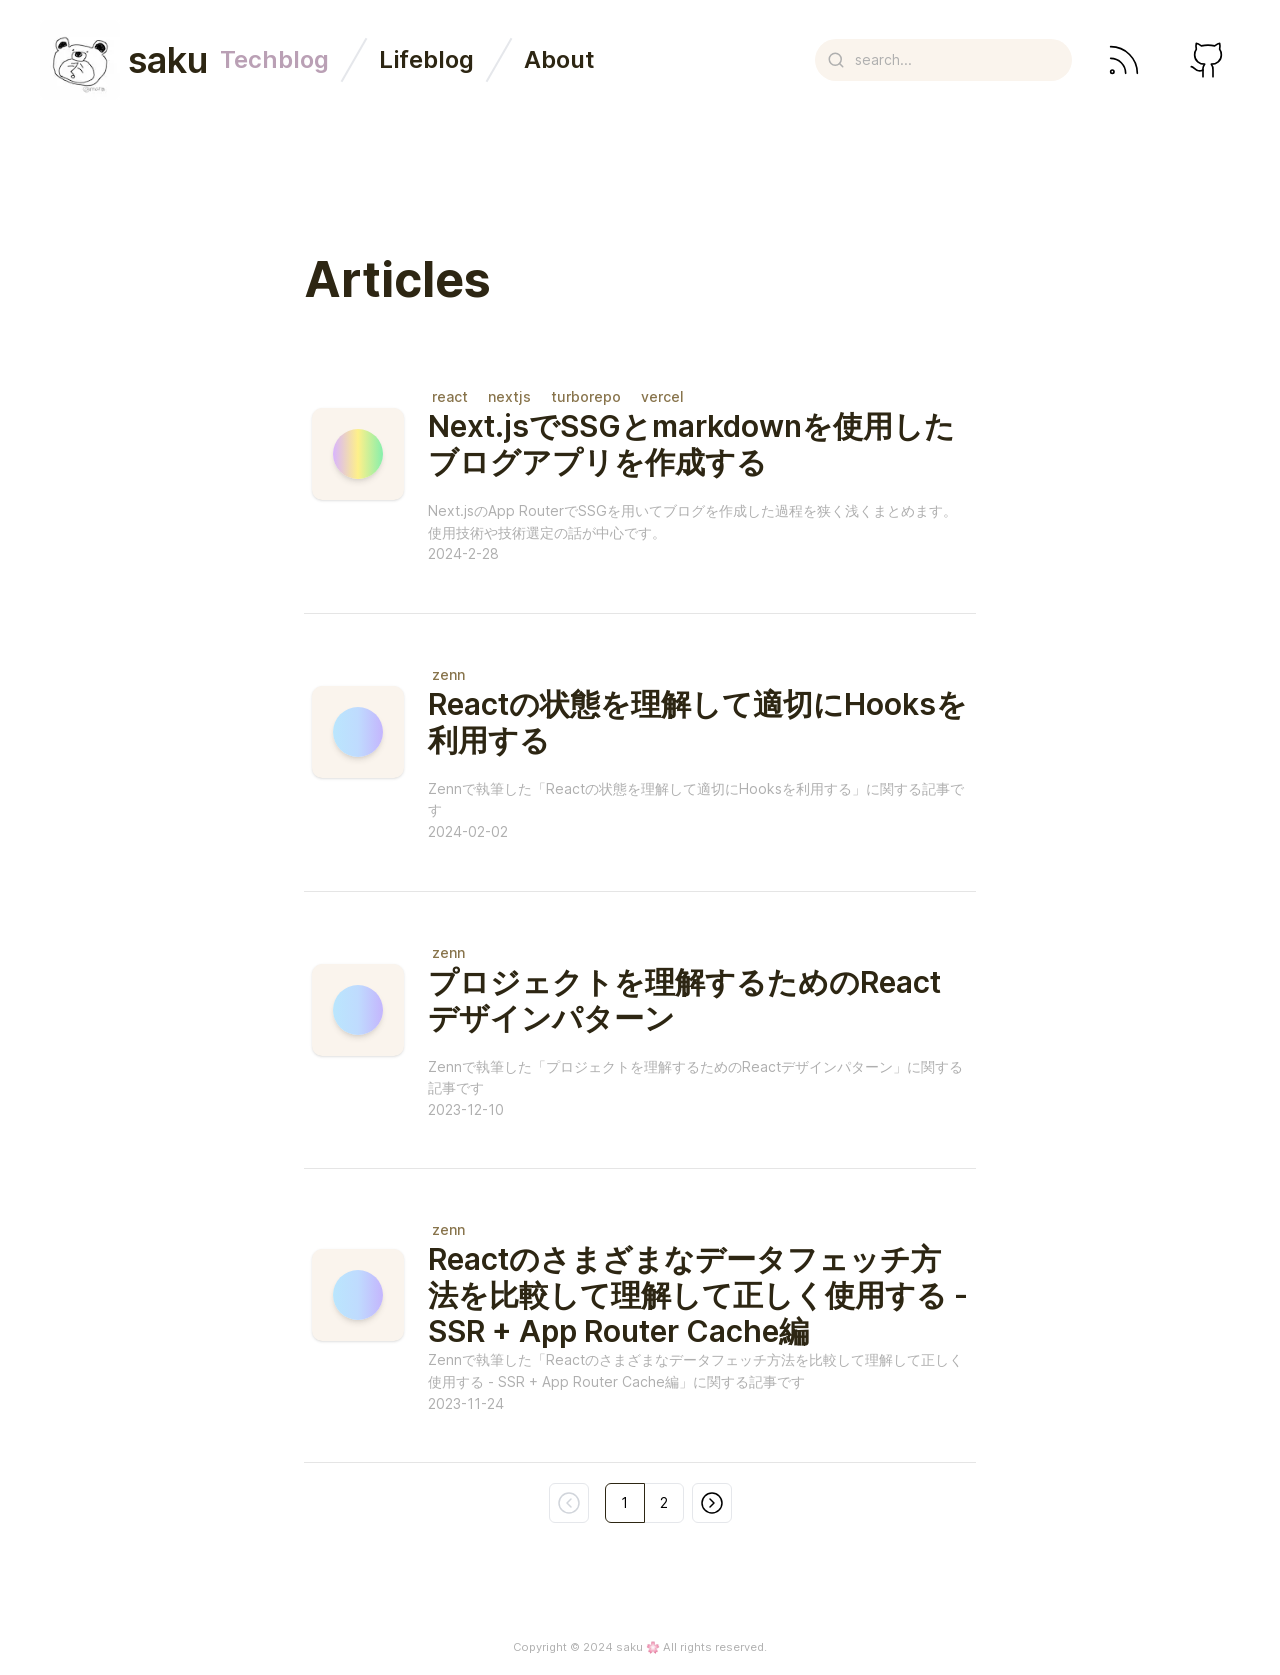 saku Techblog Lifeblog About search...
Articles
react nextjs turborepo vercel
Next.jsでSSGとmarkdownを使用した
ブログアプリを作成する
Next.jsのApp RouterでSSGを用いてブログを作成した過程を狭く浅くまとめます。
使用技術や技術選定の話が中心です。
2024-2-28
zenn
Reactの状態を理解して適切にHooksを
利用する
Zennで執筆した「Reactの状態を理解して適切にHooksを利用する」に関する記事で
す
2024-02-02
zenn
プロジェクトを理解するためのReact
デザインパターン
Zennで執筆した「プロジェクトを理解するためのReactデザインパターン」に関する
記事です
2023-12-10
zenn
Reactのさまざまなデータフェッチ方
法を比較して理解して正しく使用する -
SSR + App Router Cache編
Zennで執筆した「Reactのさまざまなデータフェッチ方法を比較して理解して正しく
使用する - SSR + App Router Cache編」に関する記事です
2023-11-24
1 2
Copyright © 2024 saku 🌸 All rights reserved.